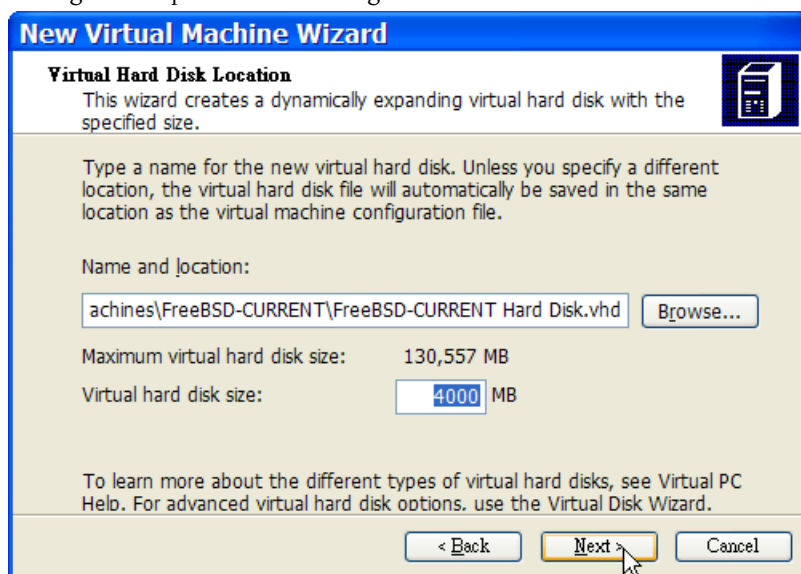 New Virtual Machine Wizard
Virtual Hard Disk Location
This wizard creates a dynamically expanding virtual hard disk with the
specified size.
Type a name for the new virtual hard disk. Unless you specify a different
location, the virtual hard disk file will automatically be saved in the same
location as the virtual machine configuration file.
Name and location:
achines\FreeBSD-CURRENT\FreeBSD-CURRENT Hard Disk.vhd Browse...
Maximum virtual hard disk size: 130,557 MB
Virtual hard disk size: 4000 MB
To learn more about the different types of virtual hard disks, see Virtual PC
Help. For advanced virtual hard disk options, use the Virtual Disk Wizard.
< Back Next > Cancel